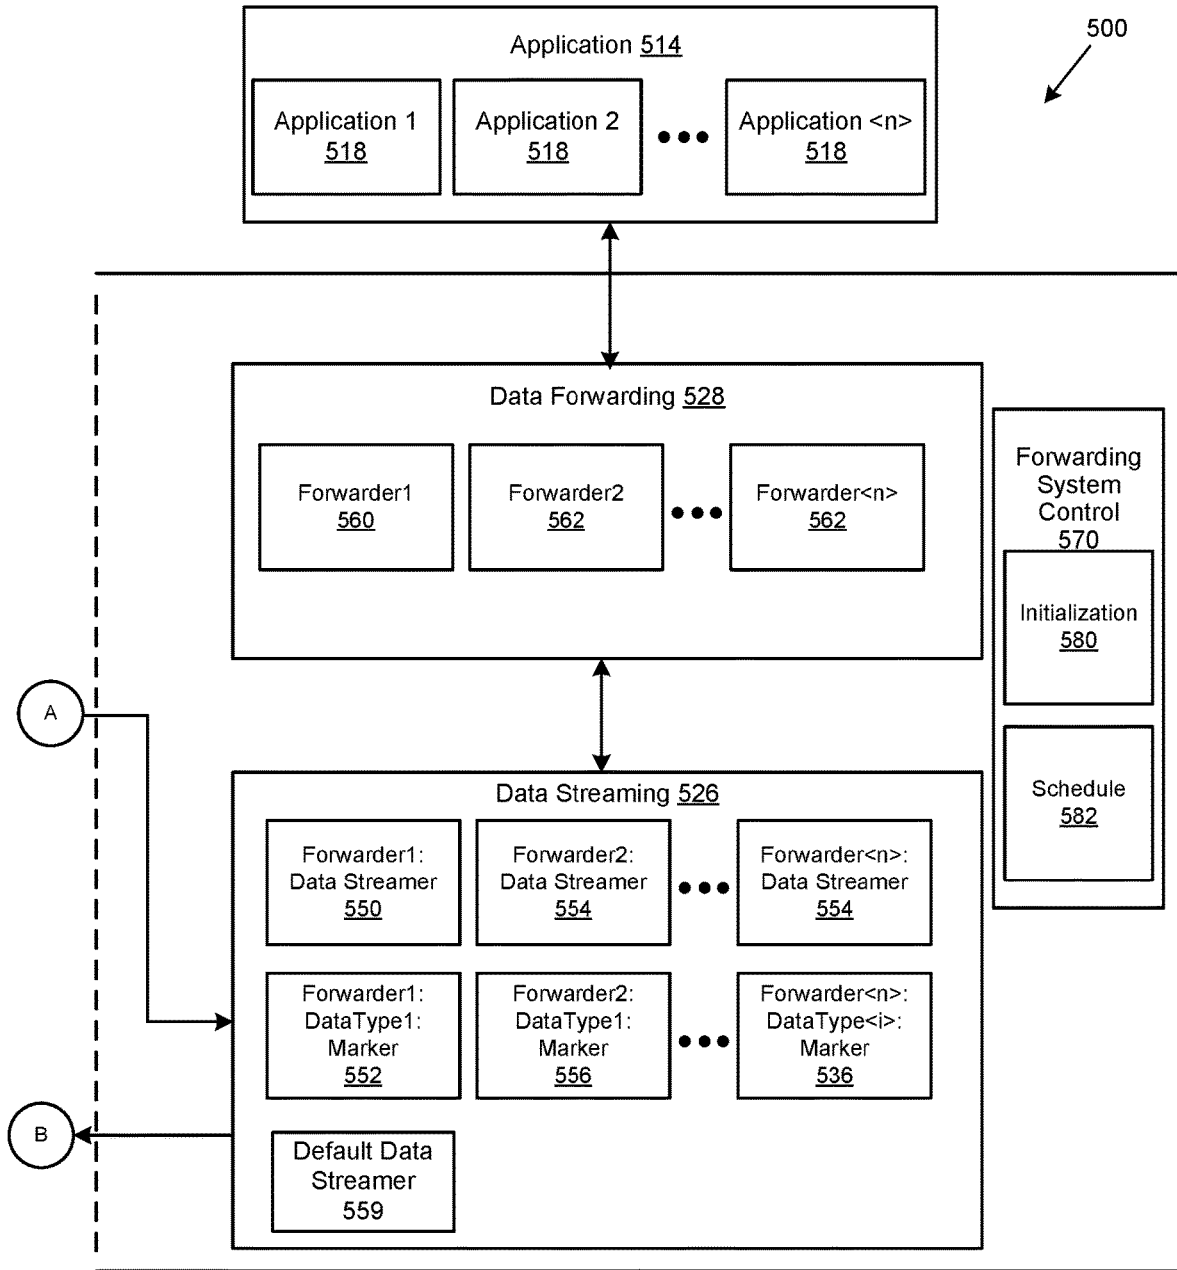 500
Application 514
Application 1
518
Application 2
518
Application <n>
518
Data Forwarding 528
Forwarder1
560
Forwarder2
562
Forwarder<n>
562
Forwarding
System
Control
570
Initialization
580
Schedule
582
A
Data Streaming 526
Forwarder1:
Data Streamer
550
Forwarder2:
Data Streamer
554
Forwarder<n>:
Data Streamer
554
Forwarder1:
DataType1:
Marker
552
Forwarder2:
DataType1:
Marker
556
Forwarder<n>:
DataType<i>:
Marker
536
B
Default Data
Streamer
559